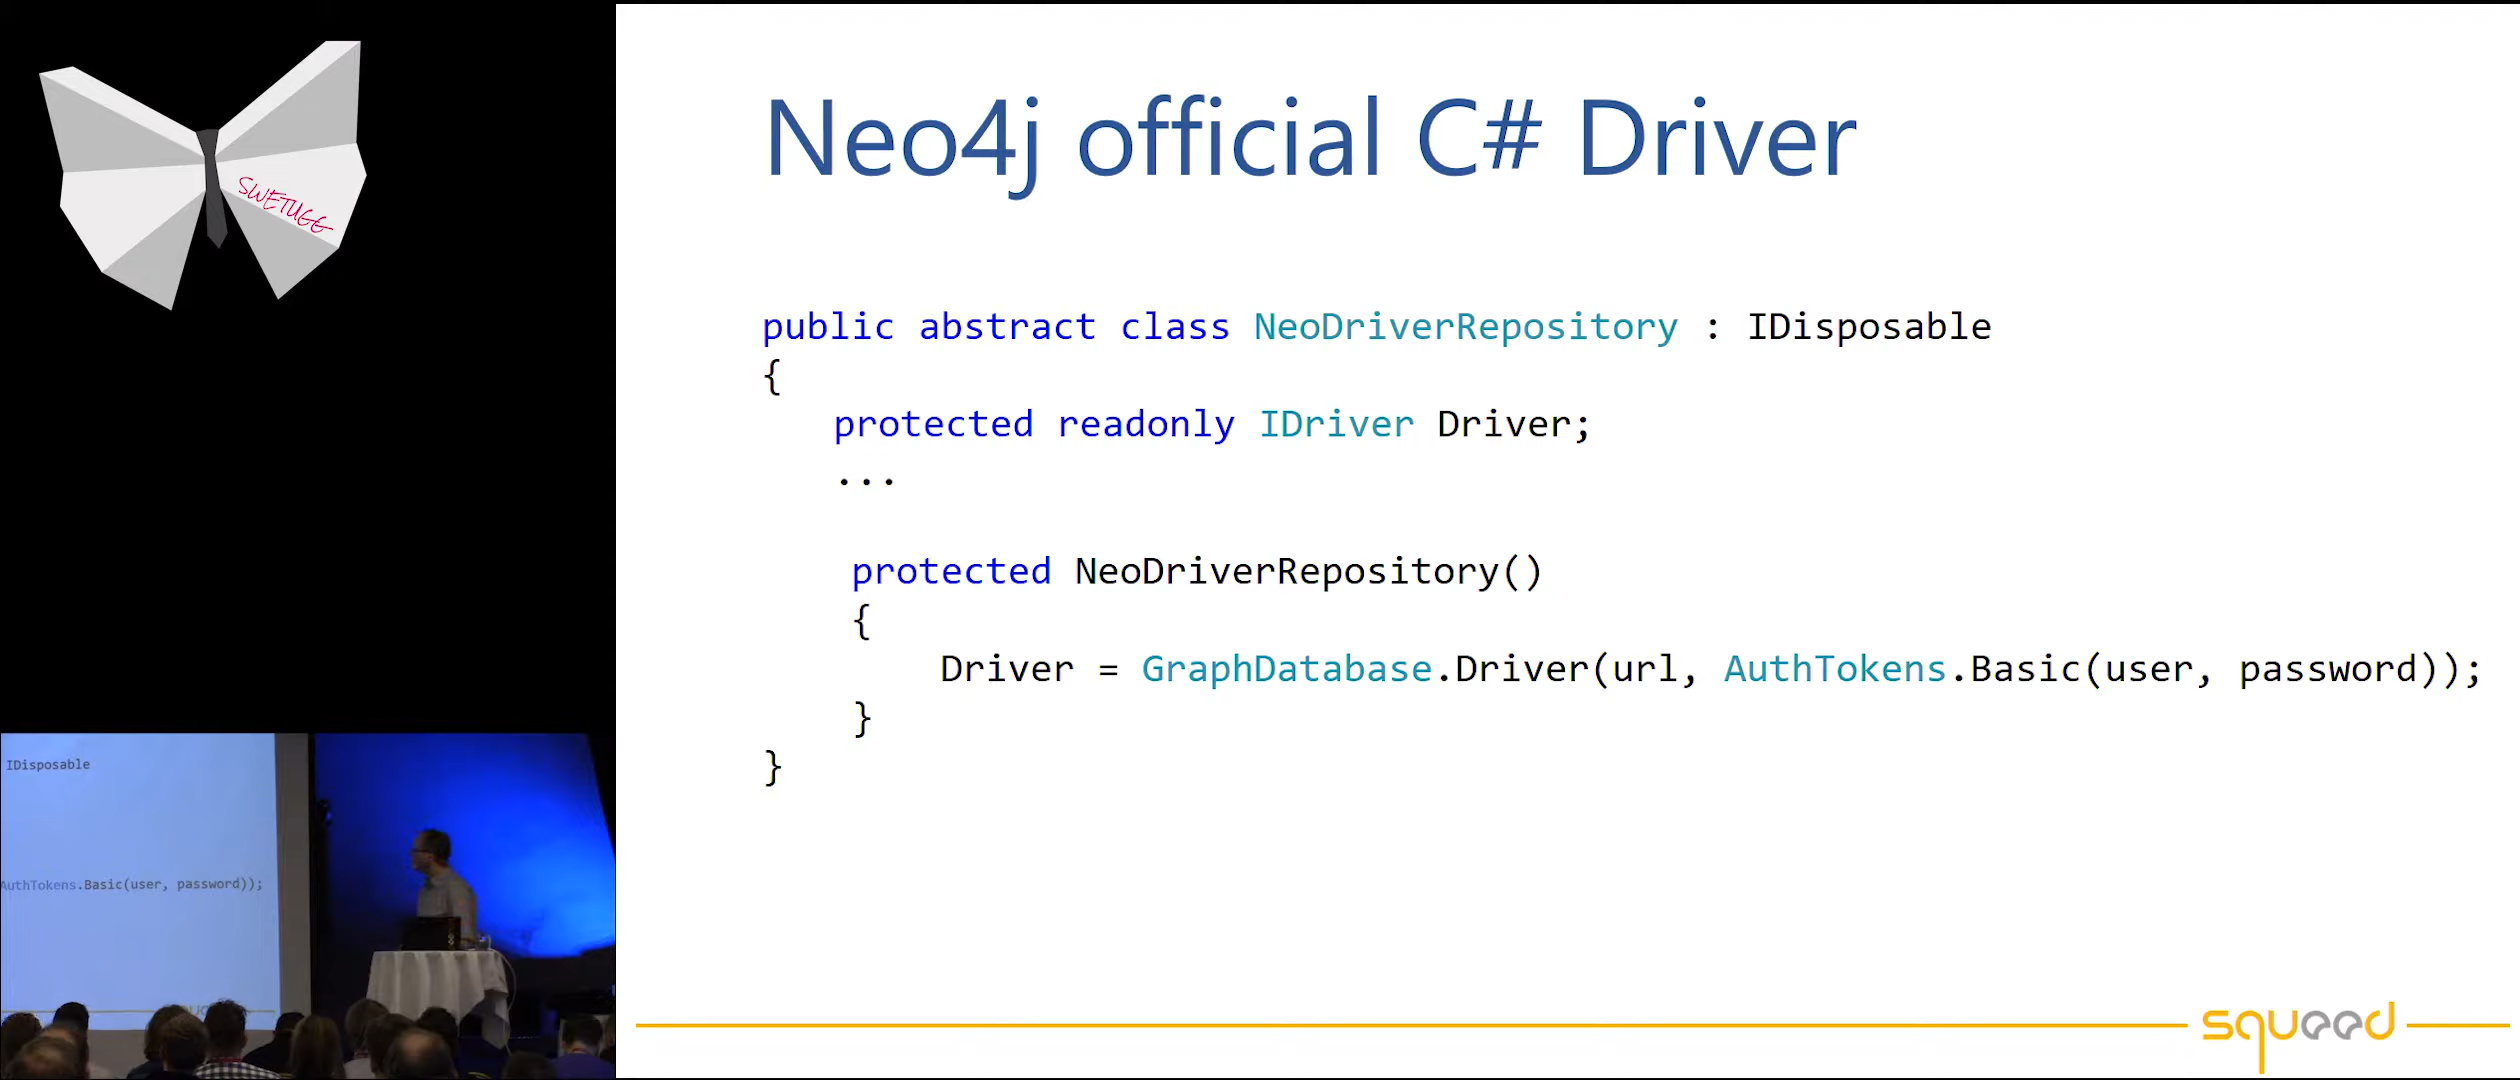 SWETUGG
Neo4j official C# Driver
public abstract class NeoDriverRepository : IDisposable
{
protected readonly IDriver Driver;
...
protected NeoDriverRepository()
{
Driver = GraphDatabase.Driver(url, AuthTokens.Basic(user, password));
}
}
IDisposable
AuthTokens.Basic(user, password));
squeed